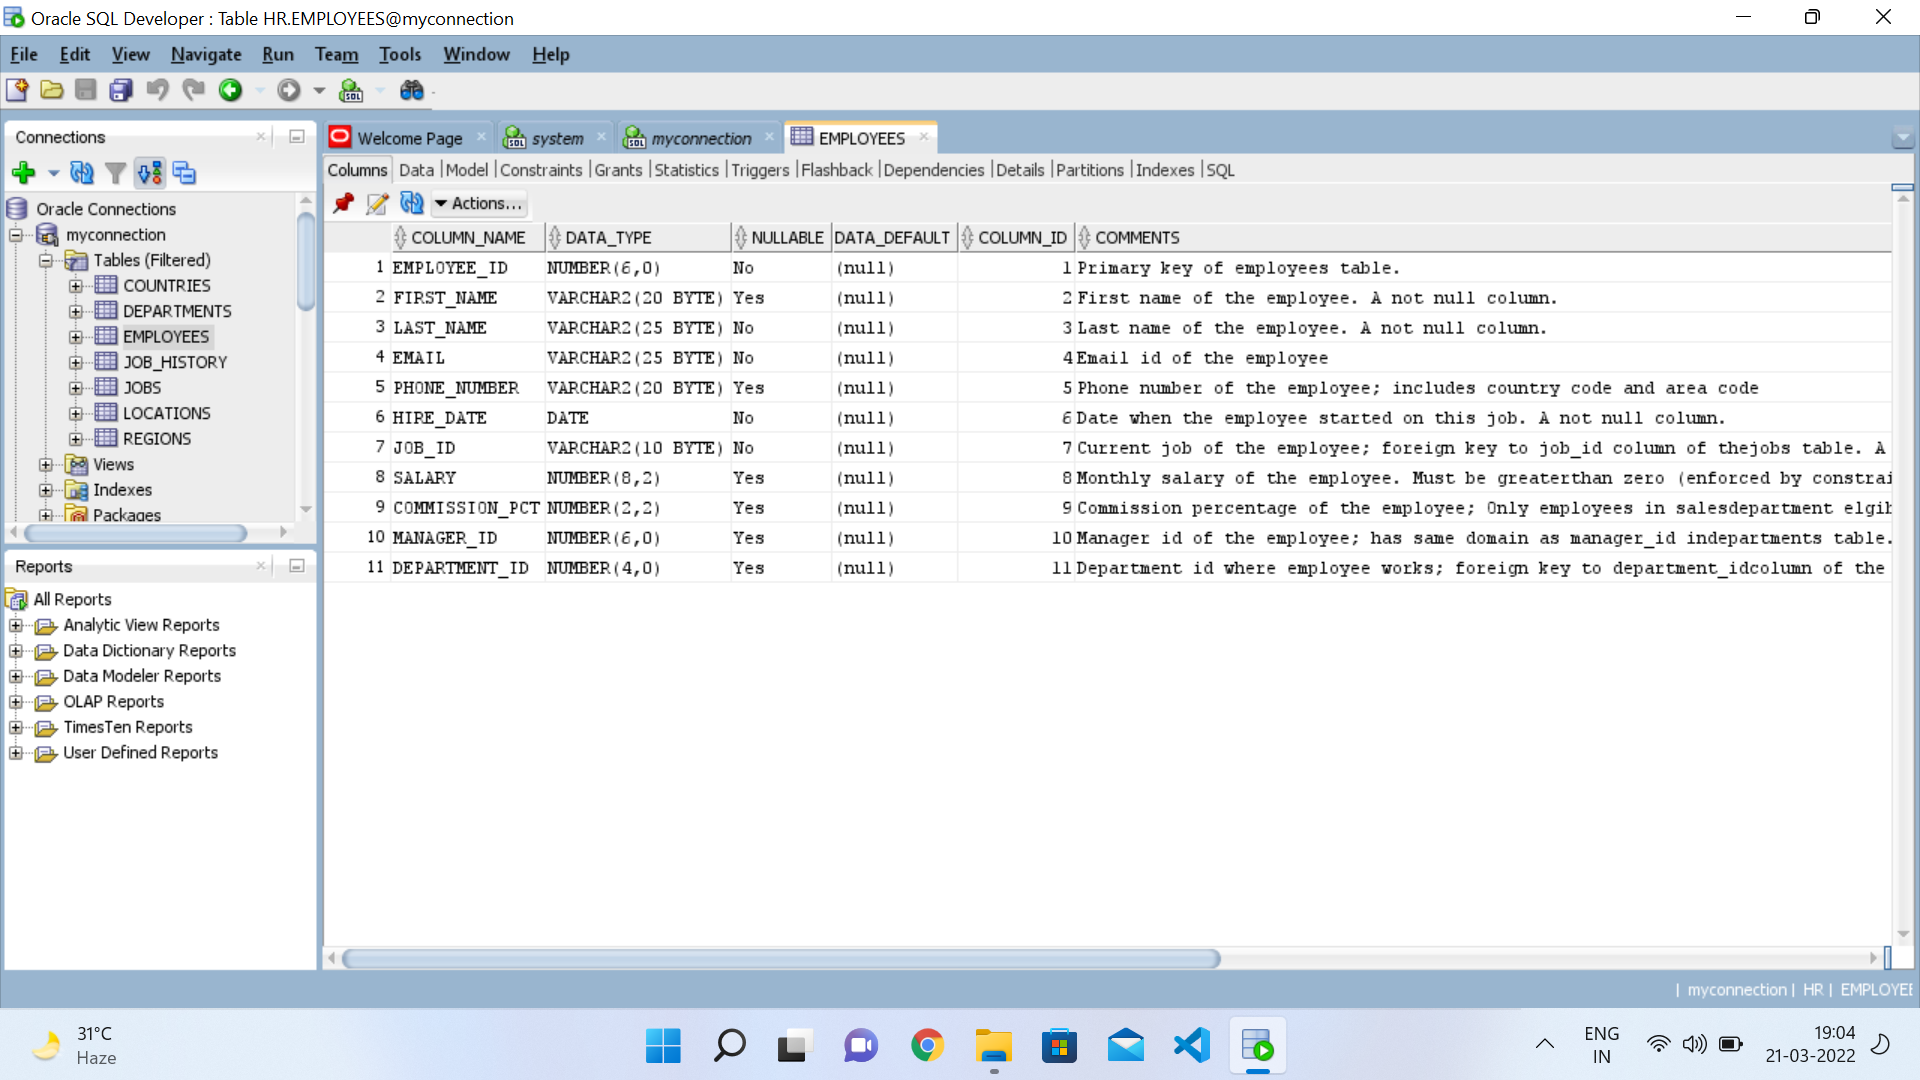 Oracle SQL Developer : Table HR.EMPLOYEES@myconnection
File Edit View Navigate Run Team Tools Window Help
Connections
Oracle Connections
myconnection
Tables (Filtered)
COUNTRIES
DEPARTMENTS
EMPLOYEES
JOB_HISTORY
JOBS
LOCATIONS
REGIONS
Views
Indexes
Packages
Reports
All Reports
Analytic View Reports
Data Dictionary Reports
Data Modeler Reports
OLAP Reports
TimesTen Reports
User Defined Reports
Welcome Page system myconnection EMPLOYEES
Columns Data Model Constraints Grants Statistics Triggers Flashback Dependencies Details Partitions Indexes SQL
Actions...
COLUMN_NAME DATA_TYPE NULLABLE DATA_DEFAULT COLUMN_ID COMMENTS
1 EMPLOYEE_ID NUMBER(6,0) No (null) 1 Primary key of employees table.
2 FIRST_NAME VARCHAR2(20 BYTE) Yes (null) 2 First name of the employee. A not null column.
3 LAST_NAME VARCHAR2(25 BYTE) No (null) 3 Last name of the employee. A not null column.
4 EMAIL VARCHAR2(25 BYTE) No (null) 4 Email id of the employee
5 PHONE_NUMBER VARCHAR2(20 BYTE) Yes (null) 5 Phone number of the employee; includes country code and area code
6 HIRE_DATE DATE No (null) 6 Date when the employee started on this job. A not null column.
7 JOB_ID VARCHAR2(10 BYTE) No (null) 7 Current job of the employee; foreign key to job_id column of thejobs table. A
8 SALARY NUMBER(8,2) Yes (null) 8 Monthly salary of the employee. Must be greaterthan zero (enforced by constrai
9 COMMISSION_PCT NUMBER(2,2) Yes (null) 9 Commission percentage of the employee; Only employees in salesdepartment elgib
10 MANAGER_ID NUMBER(6,0) Yes (null) 10 Manager id of the employee; has same domain as manager_id indepartments table.
11 DEPARTMENT_ID NUMBER(4,0) Yes (null) 11 Department id where employee works; foreign key to department_idcolumn of the
| myconnection | HR | EMPLOYEE
31°C
Haze
ENG
IN
19:04
21-03-2022